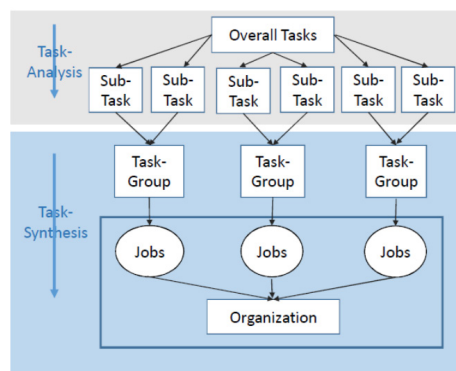 Overall Tasks
Task-
Analysis
Sub-
Task
Sub-
Task
Sub-
Task
Sub-
Task
Sub-
Task
Sub-
Task
Task-
Group
Task-
Group
Task-
Group
Task-
Synthesis
Jobs
Jobs
Jobs
Organization